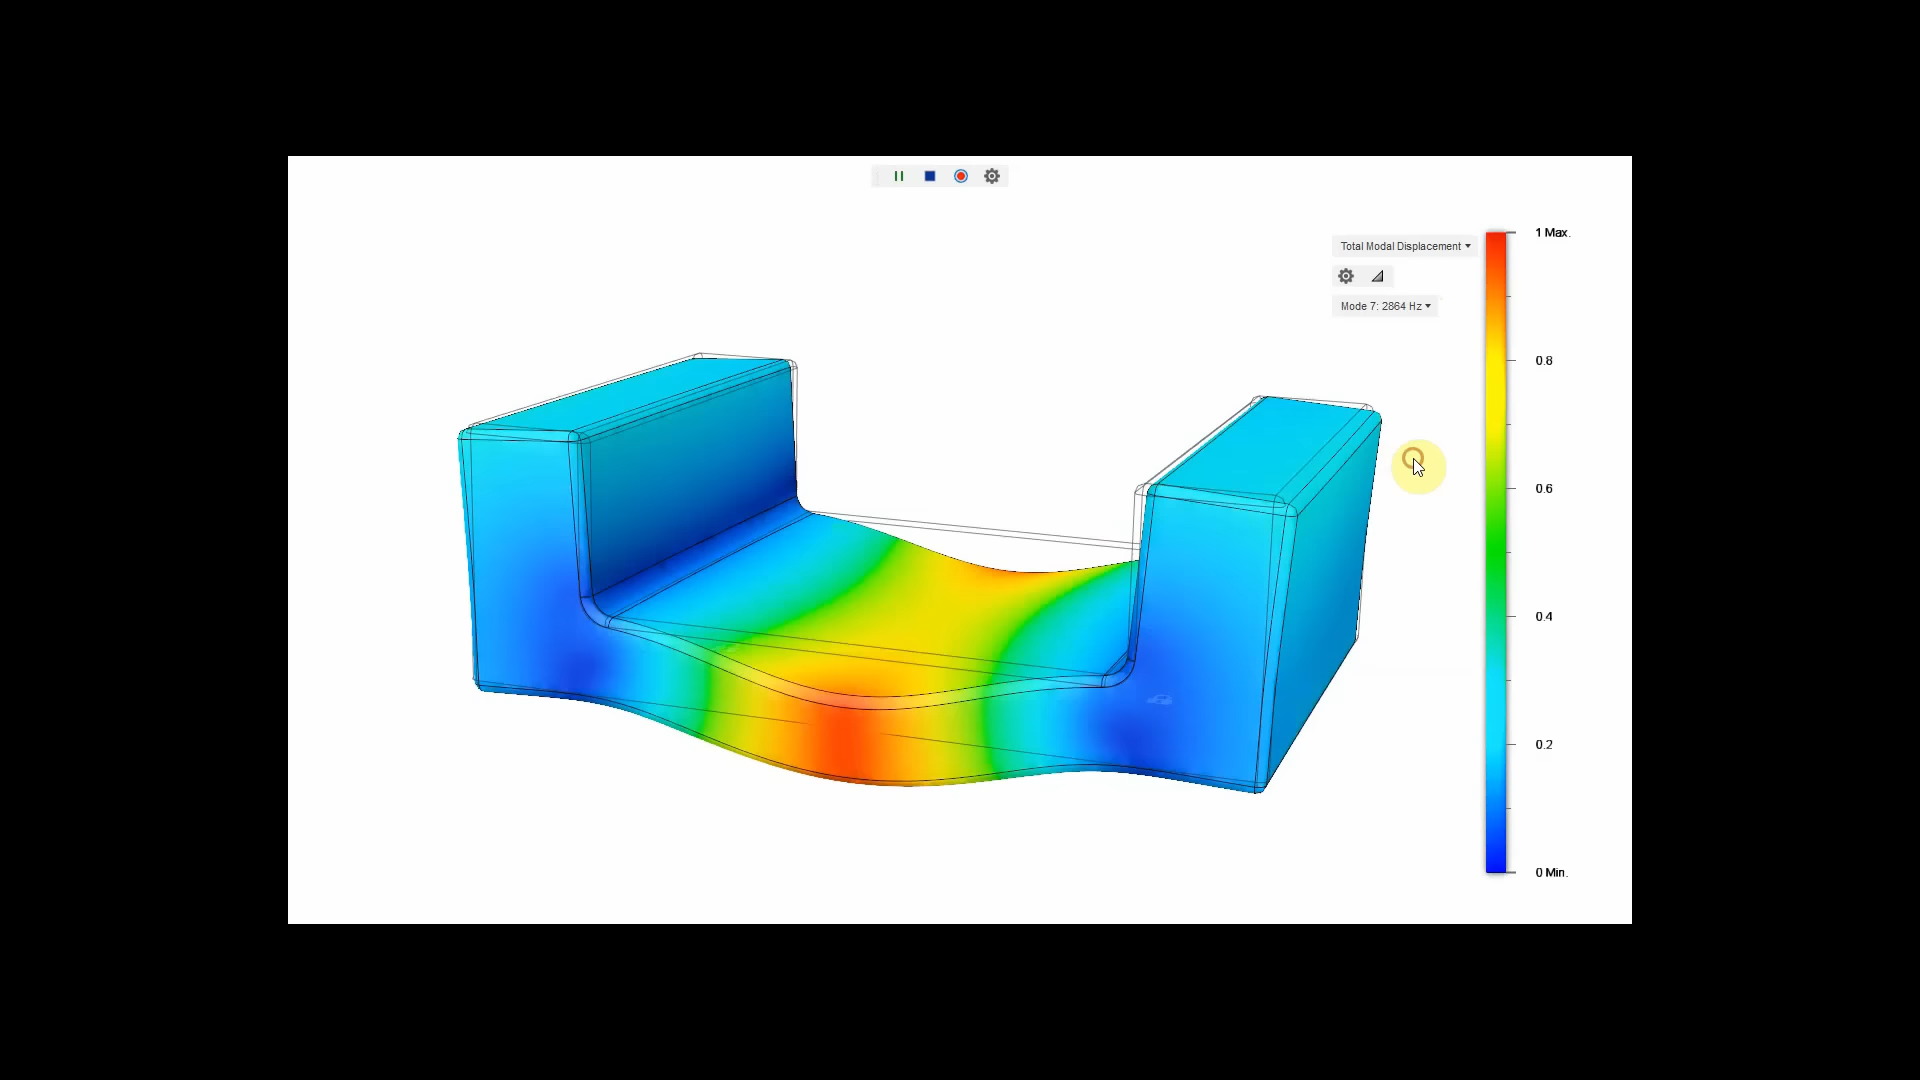 1 Max.
Total Modal Displacement
Mode 7: 2864 Hz
0.8
0.6
0.4
0.2
0 Min.